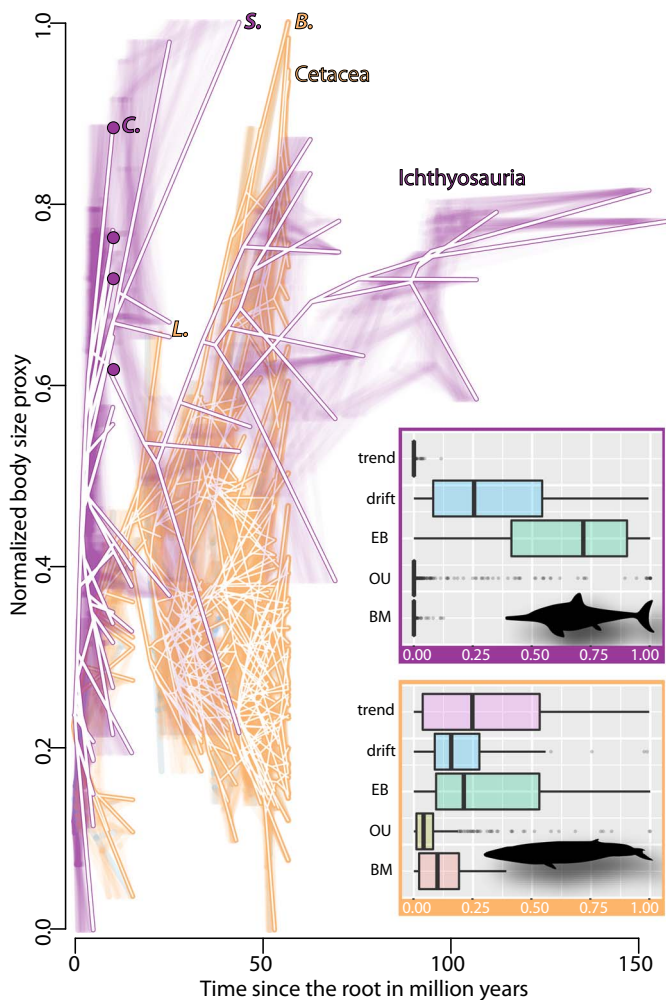 1.0
S.
B.
Cetacea
C.
Ichthyosauria
0.8
L.
Normalized body size proxy
0.6
trend
drift
EB
OU
BM
0.00 0.25 0.50 0.75 1.00
0.4
trend
drift
EB
OU
BM
0.00 0.25 0.50 0.75 1.00
0.2
0.0
0 50 100 150
Time since the root in million years